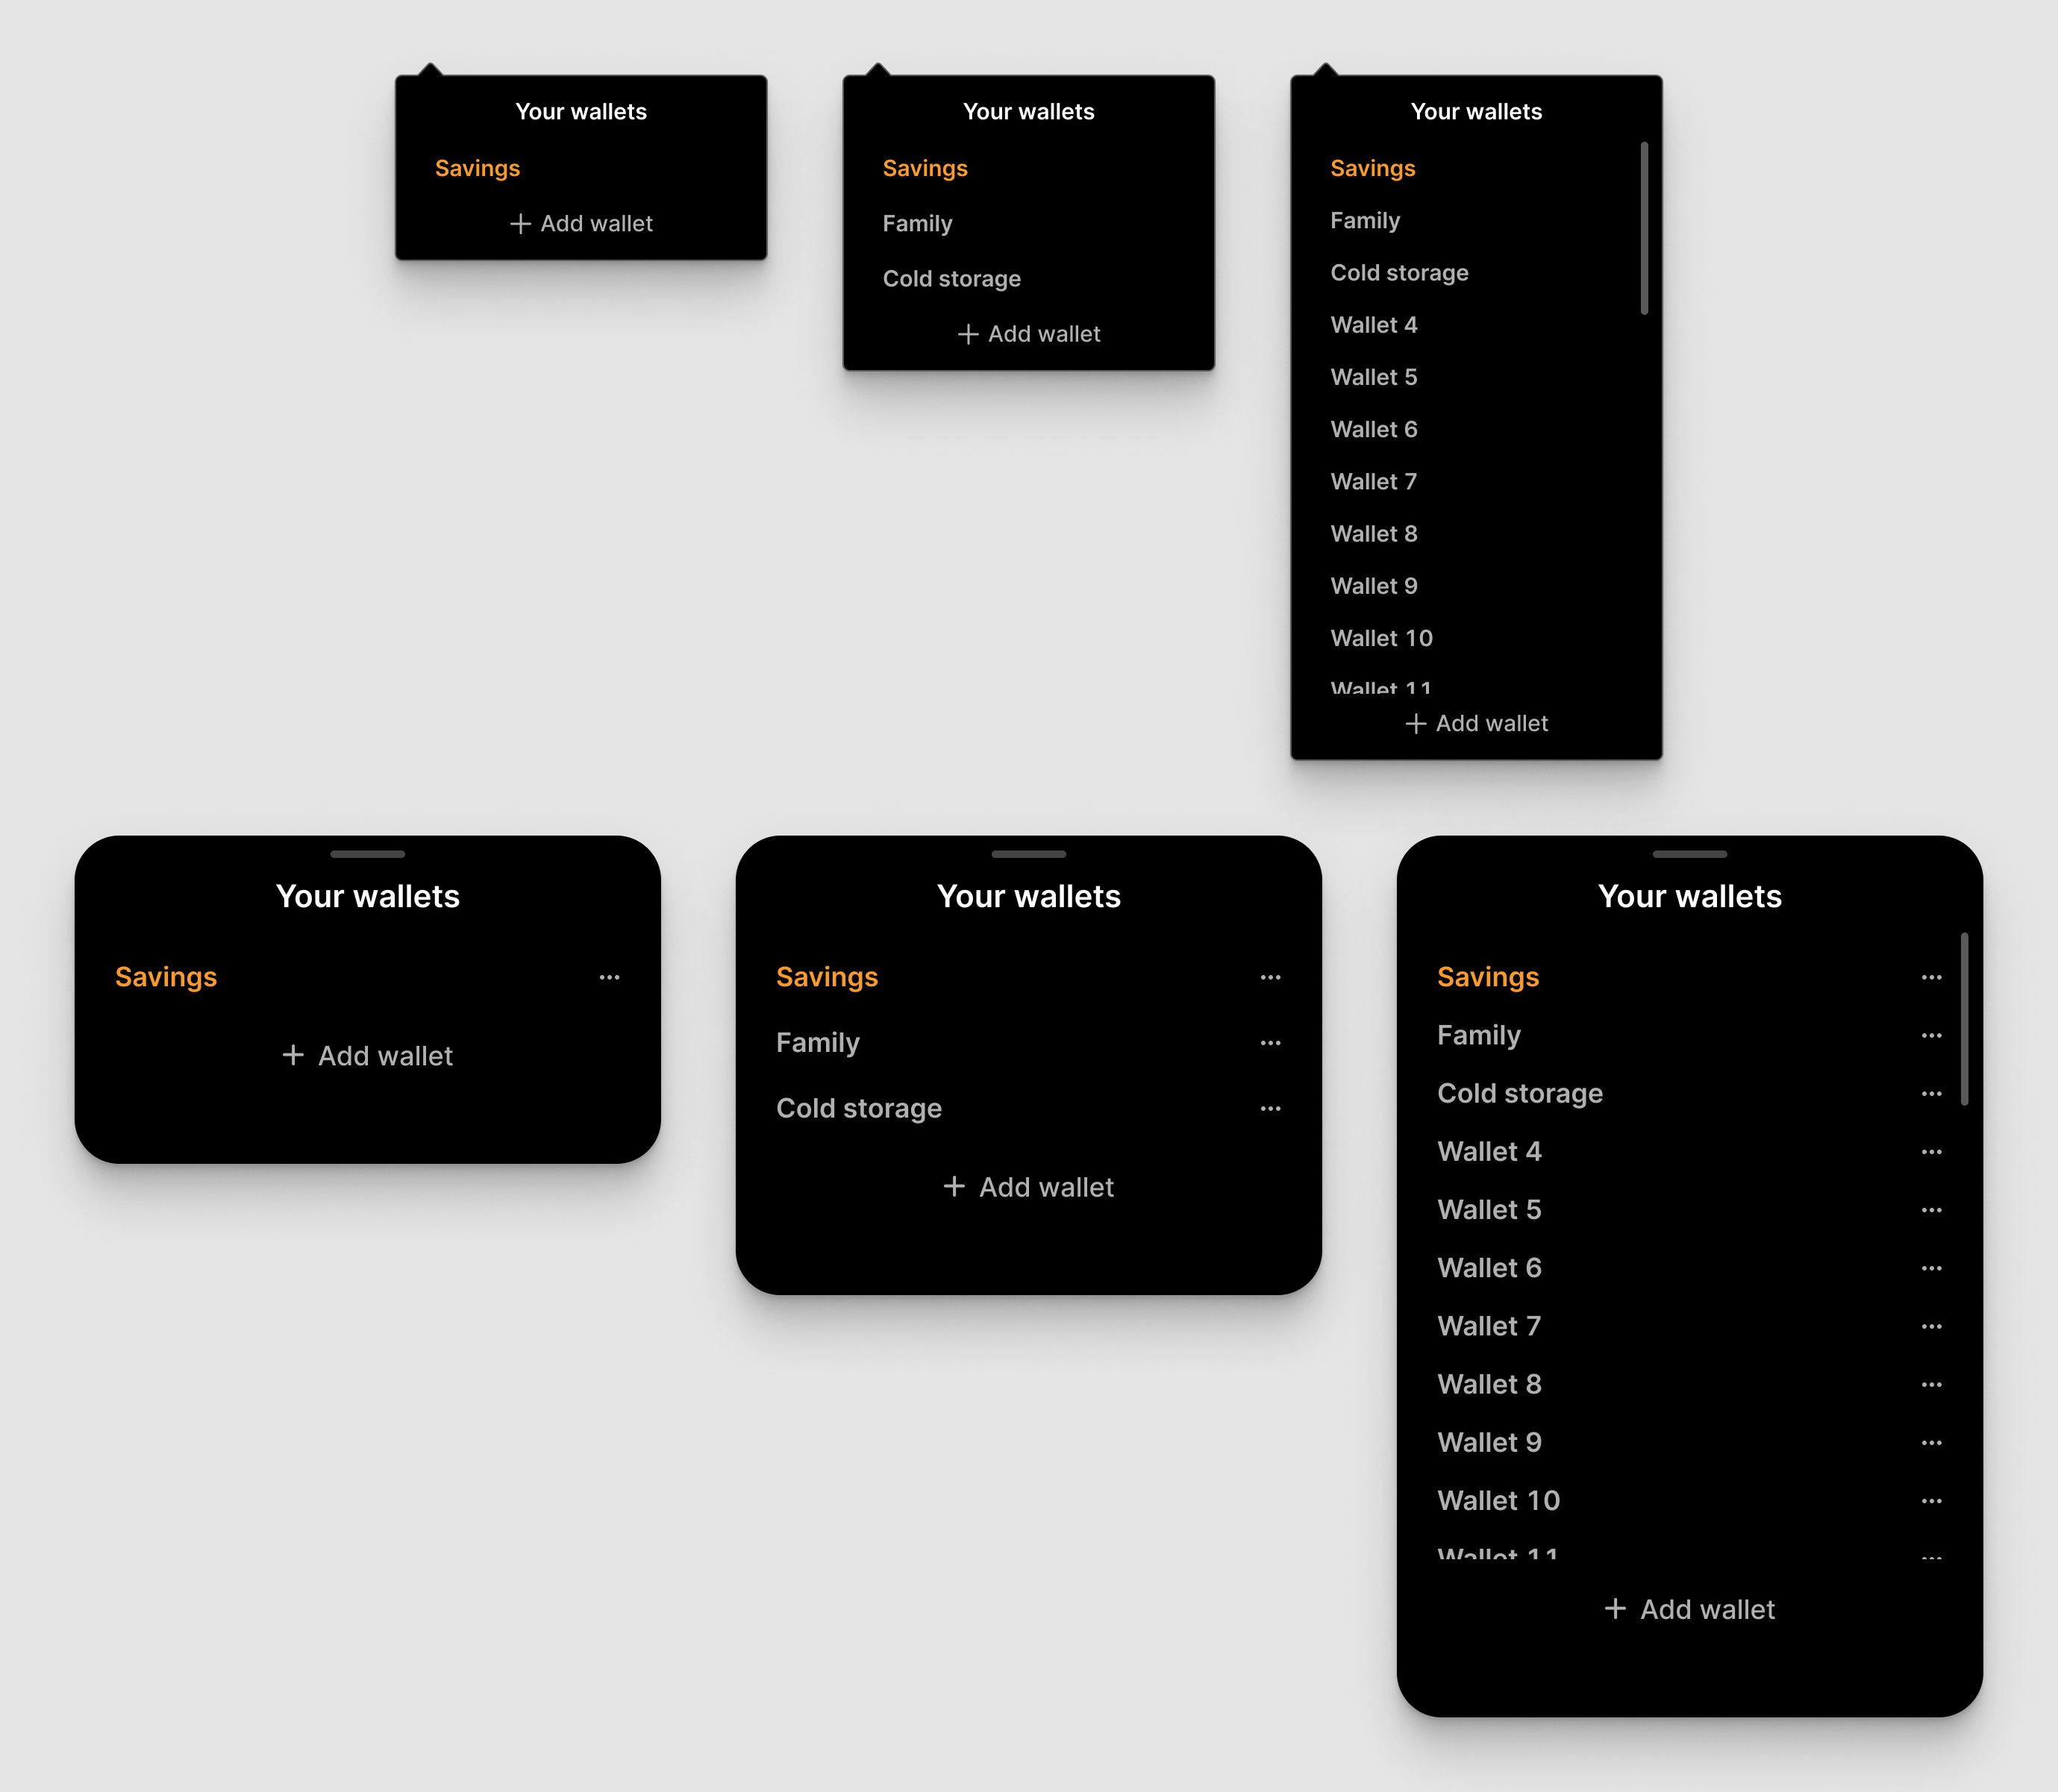 Your wallets
Savings
+ Add wallet
Your wallets
Savings
Family
Cold storage
+ Add wallet
Your wallets
Savings
Family
Cold storage
Wallet 4
Wallet 5
Wallet 6
Wallet 7
Wallet 8
Wallet 9
Wallet 10
Wallet 11
+ Add wallet
Your wallets
Savings ...
+ Add wallet
Your wallets
Savings ...
Family ...
Cold storage ...
+ Add wallet
Your wallets
Savings ...
Family ...
Cold storage ...
Wallet 4 ...
Wallet 5 ...
Wallet 6 ...
Wallet 7 ...
Wallet 8 ...
Wallet 9 ...
Wallet 10 ...
Wallet 11 ...
+ Add wallet